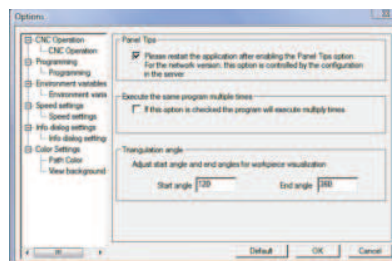 Options
CNC Operation
CNC Operation
Programming
Programming
Environment variables
Environment varia
Speed settings
Speed settings
Info dialog settings
Info dialog setting
Color Settings
Path Color
View background
Panel Tips
Please restart the application after enabling the Panel Tips option
For the network version: this option is controlled by the configuration
in the server
Execute the same program multiple times
If this option is checked the program will execute multiply times
Triangulation angle
Adjust start angle and end angles for workpiece visualization
Start angle 120 End angle 360
Default OK Cancel